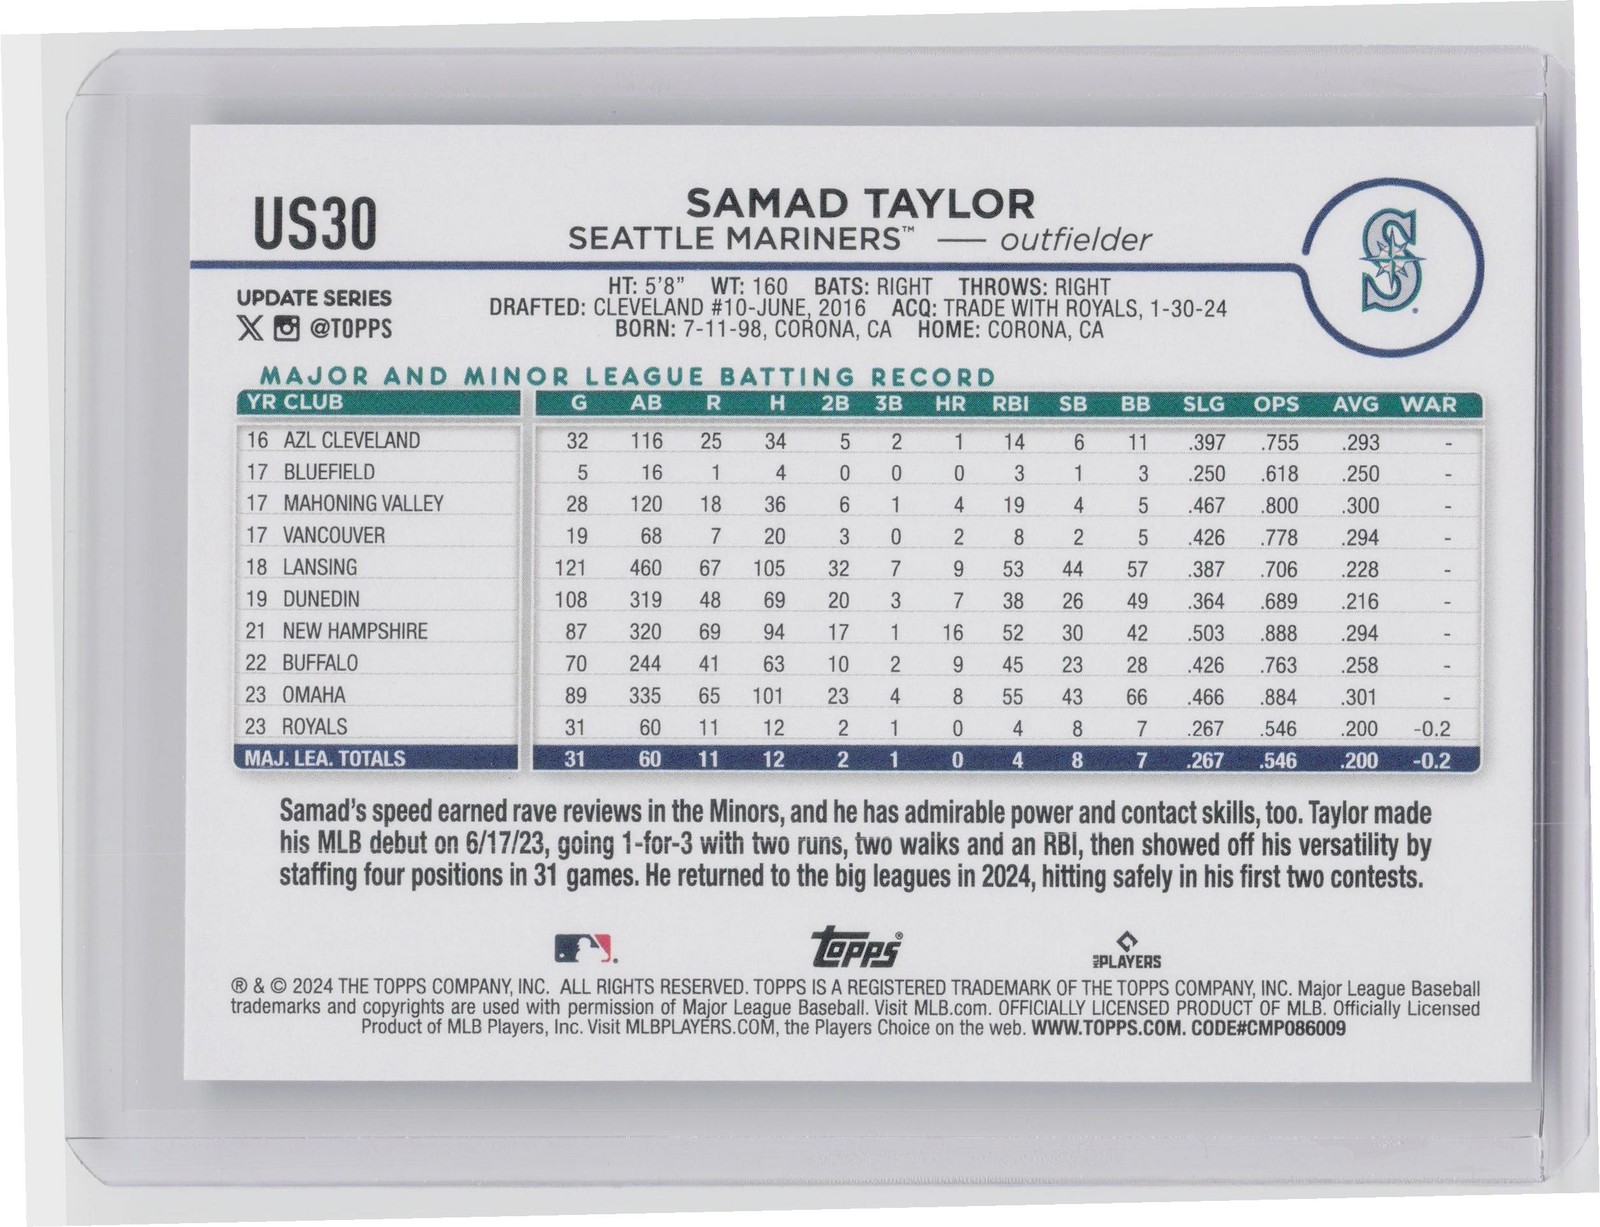 US30
SAMAD TAYLOR
SEATTLE MARINERS™ — outfielder
S
UPDATE SERIES
X @TOPPS
HT: 5'8" WT: 160 BATS: RIGHT THROWS: RIGHT
DRAFTED: CLEVELAND #10-JUNE, 2016 ACQ: TRADE WITH ROYALS, 1-30-24
BORN: 7-11-98, CORONA, CA HOME: CORONA, CA
MAJOR AND MINOR LEAGUE BATTING RECORD
YR CLUB G AB R H 2B 3B HR RBI SB BB SLG OPS AVG WAR
16 AZL CLEVELAND 32 116 25 34 5 2 1 14 6 11 .397 .755 .293 -
17 BLUEFIELD 5 16 1 4 0 0 0 3 1 3 .250 .618 .250 -
17 MAHONING VALLEY 28 120 18 36 6 1 4 19 4 5 .467 .800 .300 -
17 VANCOUVER 19 68 7 20 3 0 2 8 2 5 .426 .778 .294 -
18 LANSING 121 460 67 105 32 7 9 53 44 57 .387 .706 .228 -
19 DUNEDIN 108 319 48 69 20 3 7 38 26 49 .364 .689 .216 -
21 NEW HAMPSHIRE 87 320 69 94 17 1 16 52 30 42 .503 .888 .294 -
22 BUFFALO 70 244 41 63 10 2 9 45 23 28 .426 .763 .258 -
23 OMAHA 89 335 65 101 23 4 8 55 43 66 .466 .884 .301 -
23 ROYALS 31 60 11 12 2 1 0 4 8 7 .267 .546 .200 -0.2
MAJ. LEA. TOTALS 31 60 11 12 2 1 0 4 8 7 .267 .546 .200 -0.2
Samad's speed earned rave reviews in the Minors, and he has admirable power and contact skills, too. Taylor made
his MLB debut on 6/17/23, going 1-for-3 with two runs, two walks and an RBI, then showed off his versatility by
staffing four positions in 31 games. He returned to the big leagues in 2024, hitting safely in his first two contests.
Topps® MLB PLAYERS
® & © 2024 THE TOPPS COMPANY, INC. ALL RIGHTS RESERVED. TOPPS IS A REGISTERED TRADEMARK OF THE TOPPS COMPANY, INC. Major League Baseball
trademarks and copyrights are used with permission of Major League Baseball. Visit MLB.com. OFFICIALLY LICENSED PRODUCT OF MLB. Officially Licensed
Product of MLB Players, Inc. Visit MLBPLAYERS.COM, the Players Choice on the web. WWW.TOPPS.COM. CODE#CMP086009